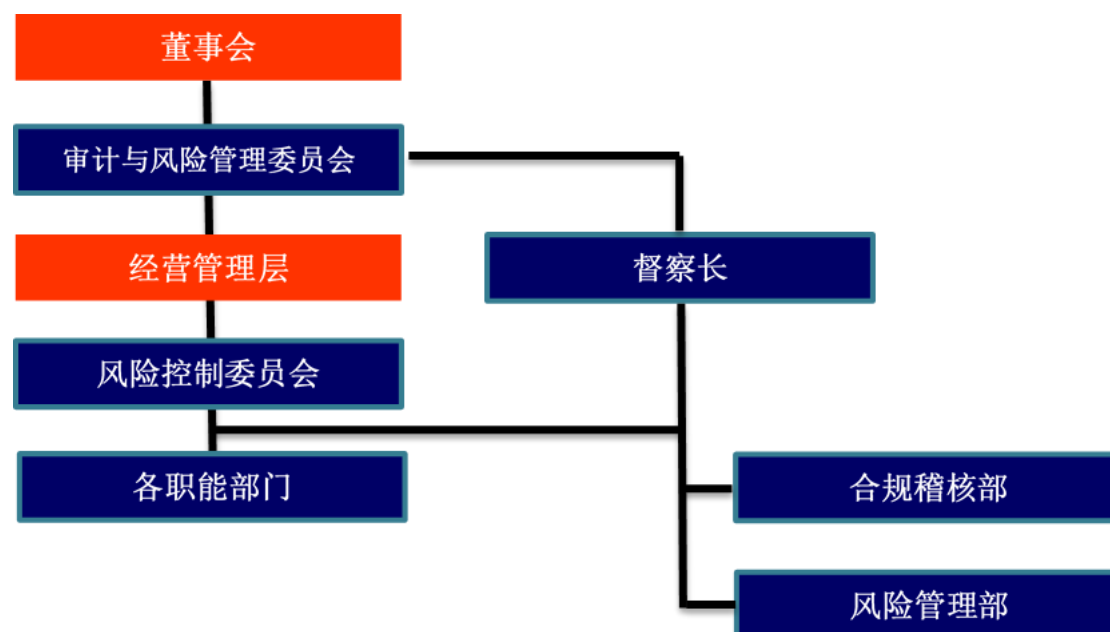 董事会
审计与风险管理委员会
经营管理层
督察长
风险控制委员会
各职能部门
合规稽核部
风险管理部